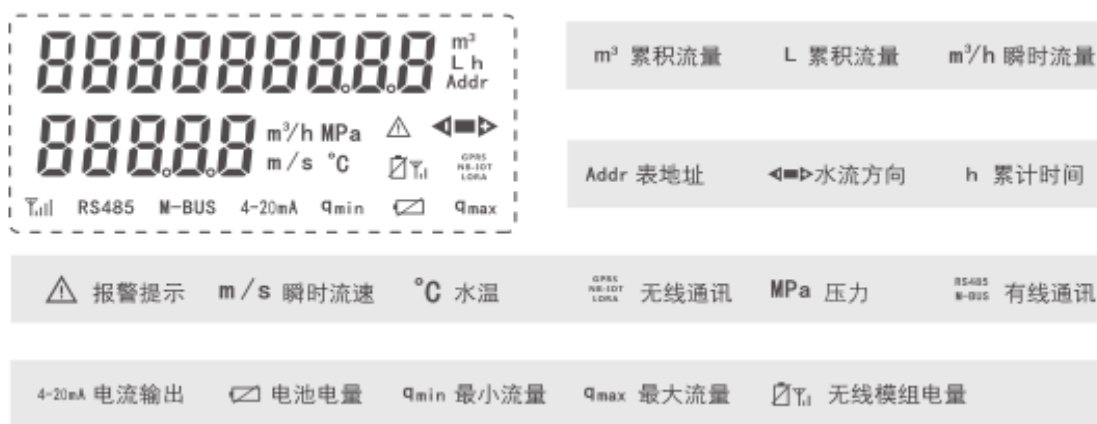 888888888.8.8 m³
L h
Addr
888.8.8 m³/h MPa
m/s °C GPRS NB-IOT LORA
RS485 M-BUS 4-20mA qmin qmax
m³ 累积流量 L 累积流量 m³/h 瞬时流量
Addr 表地址 水流方向 h 累计时间
报警提示 m/s 瞬时流速 °C 水温 GPRS NB-IOT LORA 无线通讯 MPa 压力 RS485 M-BUS 有线通讯
4-20mA 电流输出 电池电量 qmin 最小流量 qmax 最大流量 无线模组电量